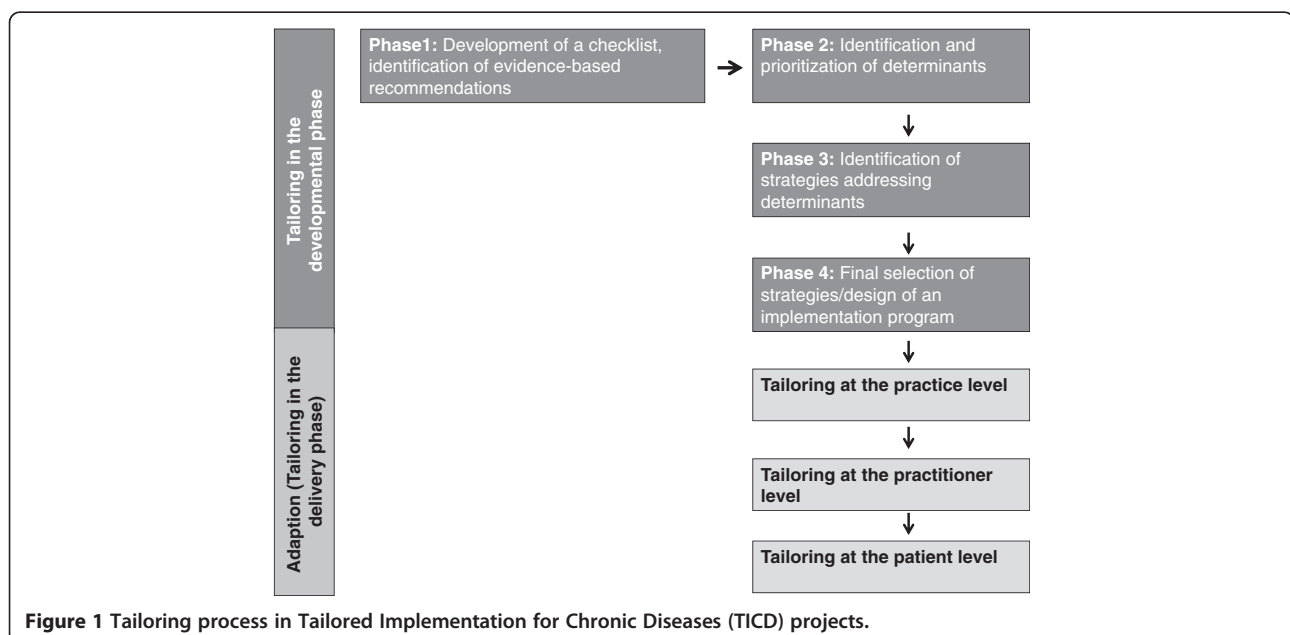 Tailoring in the
developmental phase
Phase1: Development of a checklist,
identification of evidence-based
recommendations
Phase 2: Identification and
prioritization of determinants
Phase 3: Identification of
strategies addressing
determinants
Phase 4: Final selection of
strategies/design of an
implementation program
Adaption (Tailoring in the
delivery phase)
Tailoring at the practice level
Tailoring at the practitioner
level
Tailoring at the patient level
Figure 1 Tailoring process in Tailored Implementation for Chronic Diseases (TICD) projects.